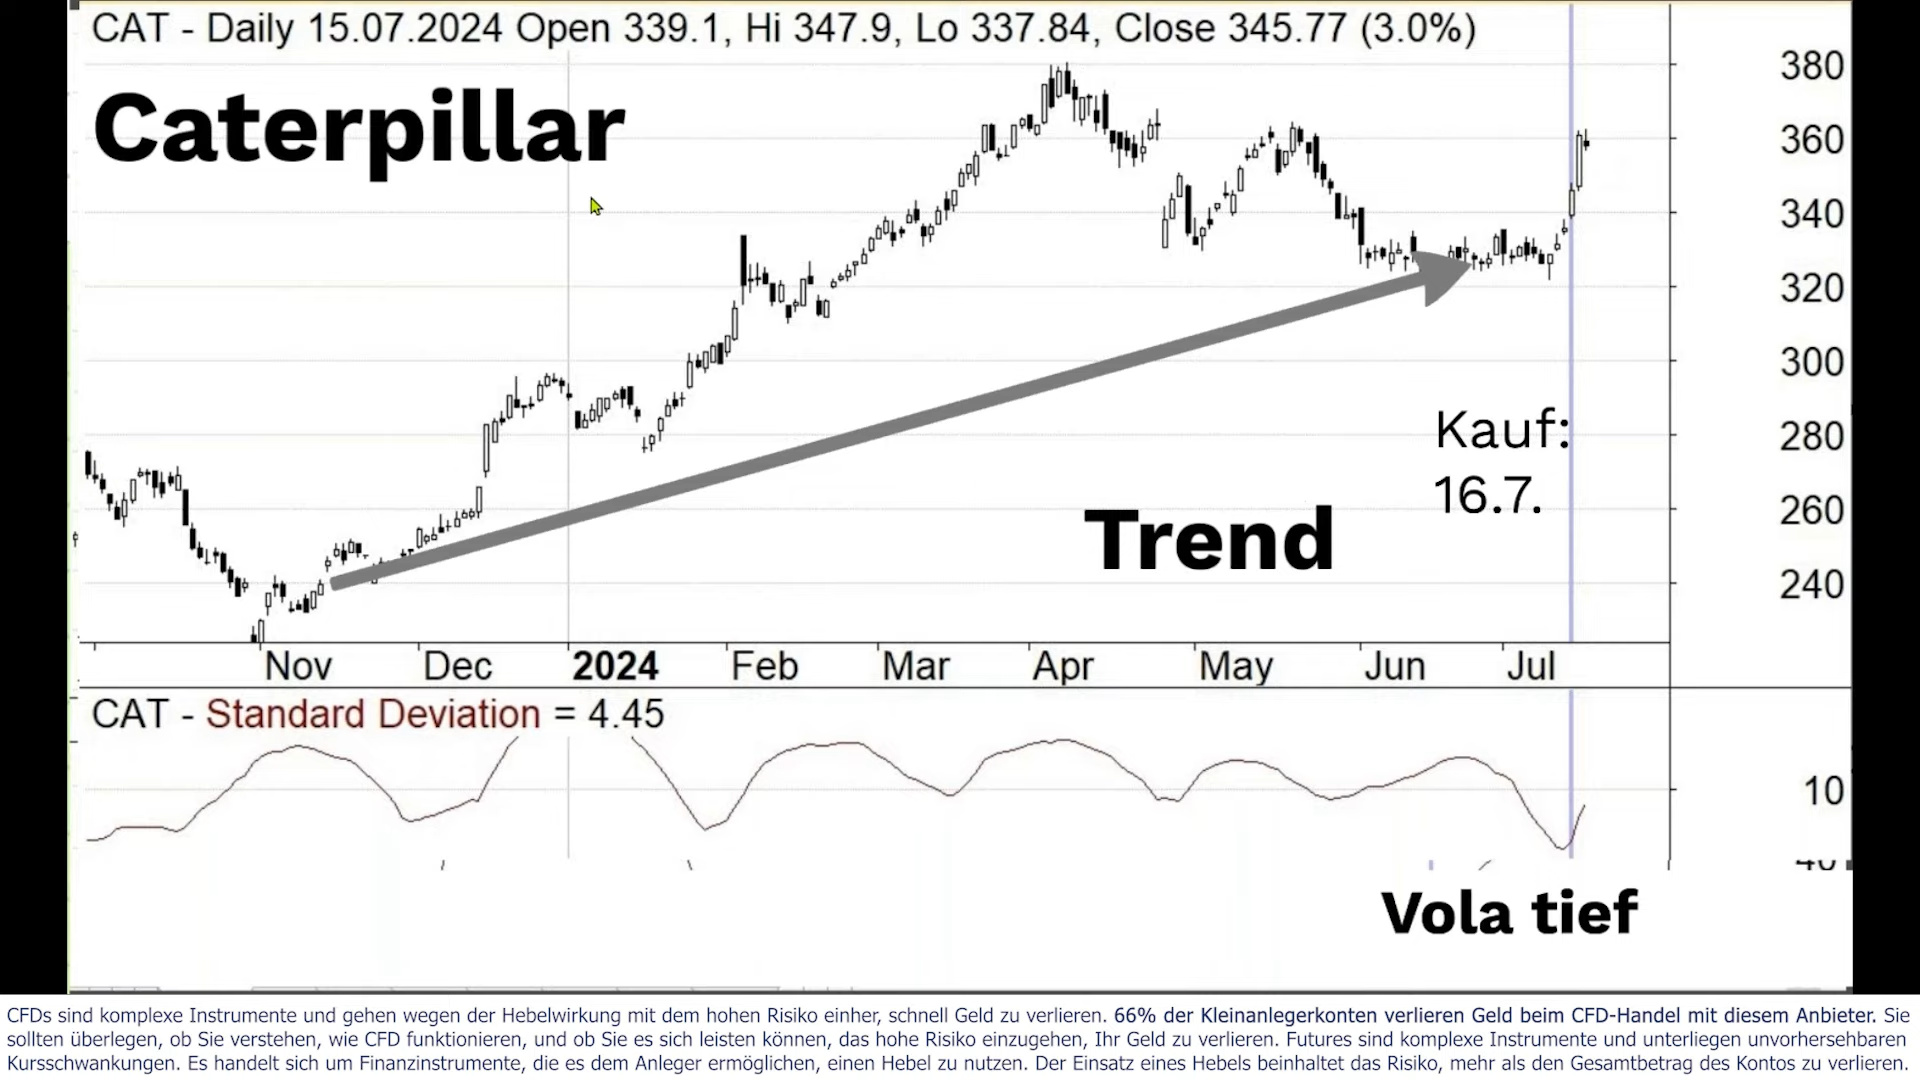 CAT - Daily 15.07.2024 Open 339.1, Hi 347.9, Lo 337.84, Close 345.77 (3.0%)
Caterpillar
380
360
340
320
300
280
260
240
Kauf:
16.7.
Trend
Nov Dec 2024 Feb Mar Apr May Jun Jul
CAT - Standard Deviation = 4.45
10
Vola tief
CFDs sind komplexe Instrumente und gehen wegen der Hebelwirkung mit dem hohen Risiko einher, schnell Geld zu verlieren. 66% der Kleinanlegerkonten verlieren Geld beim CFD-Handel mit diesem Anbieter. Sie
sollten überlegen, ob Sie verstehen, wie CFD funktionieren, und ob Sie es sich leisten können, das hohe Risiko einzugehen, Ihr Geld zu verlieren. Futures sind komplexe Instrumente und unterliegen unvorhersehbaren
Kursschwankungen. Es handelt sich um Finanzinstrumente, die es dem Anleger ermöglichen, einen Hebel zu nutzen. Der Einsatz eines Hebels beinhaltet das Risiko, mehr als den Gesamtbetrag des Kontos zu verlieren.